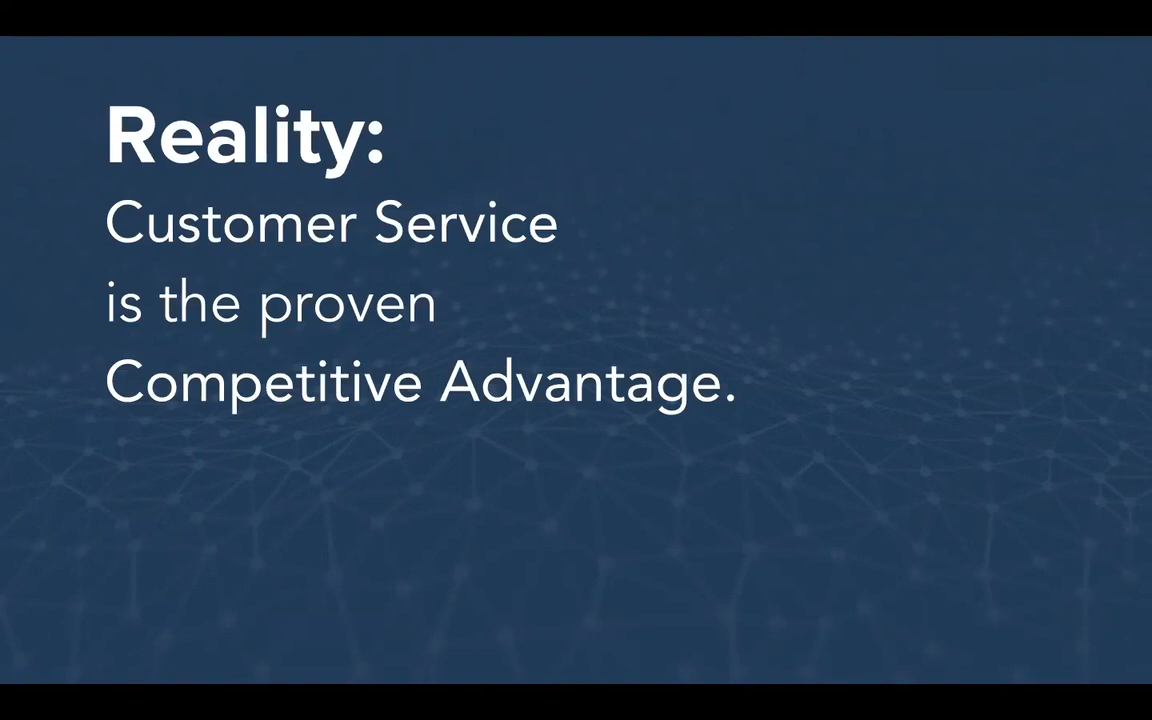 Reality:
Customer Service
is the proven
Competitive Advantage.